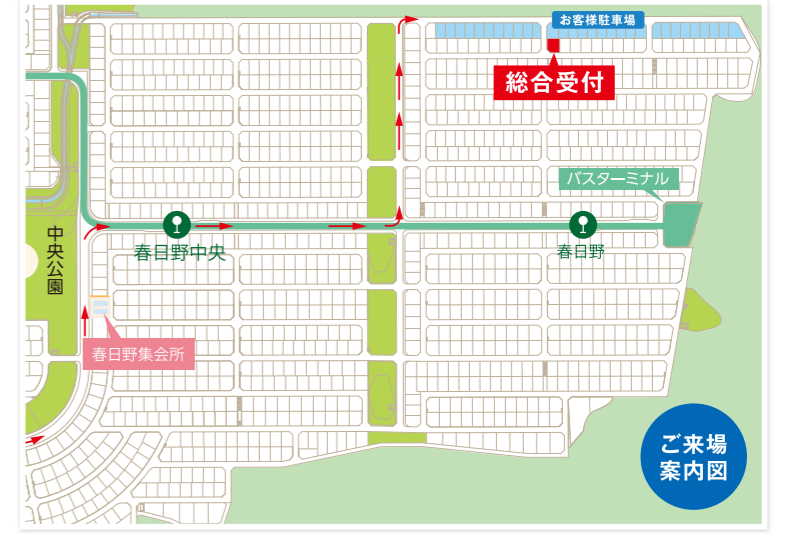 お客様駐車場
総合受付
バスターミナル
中央公園
春日野中央
春日野
春日野集会所
ご来場
案内図